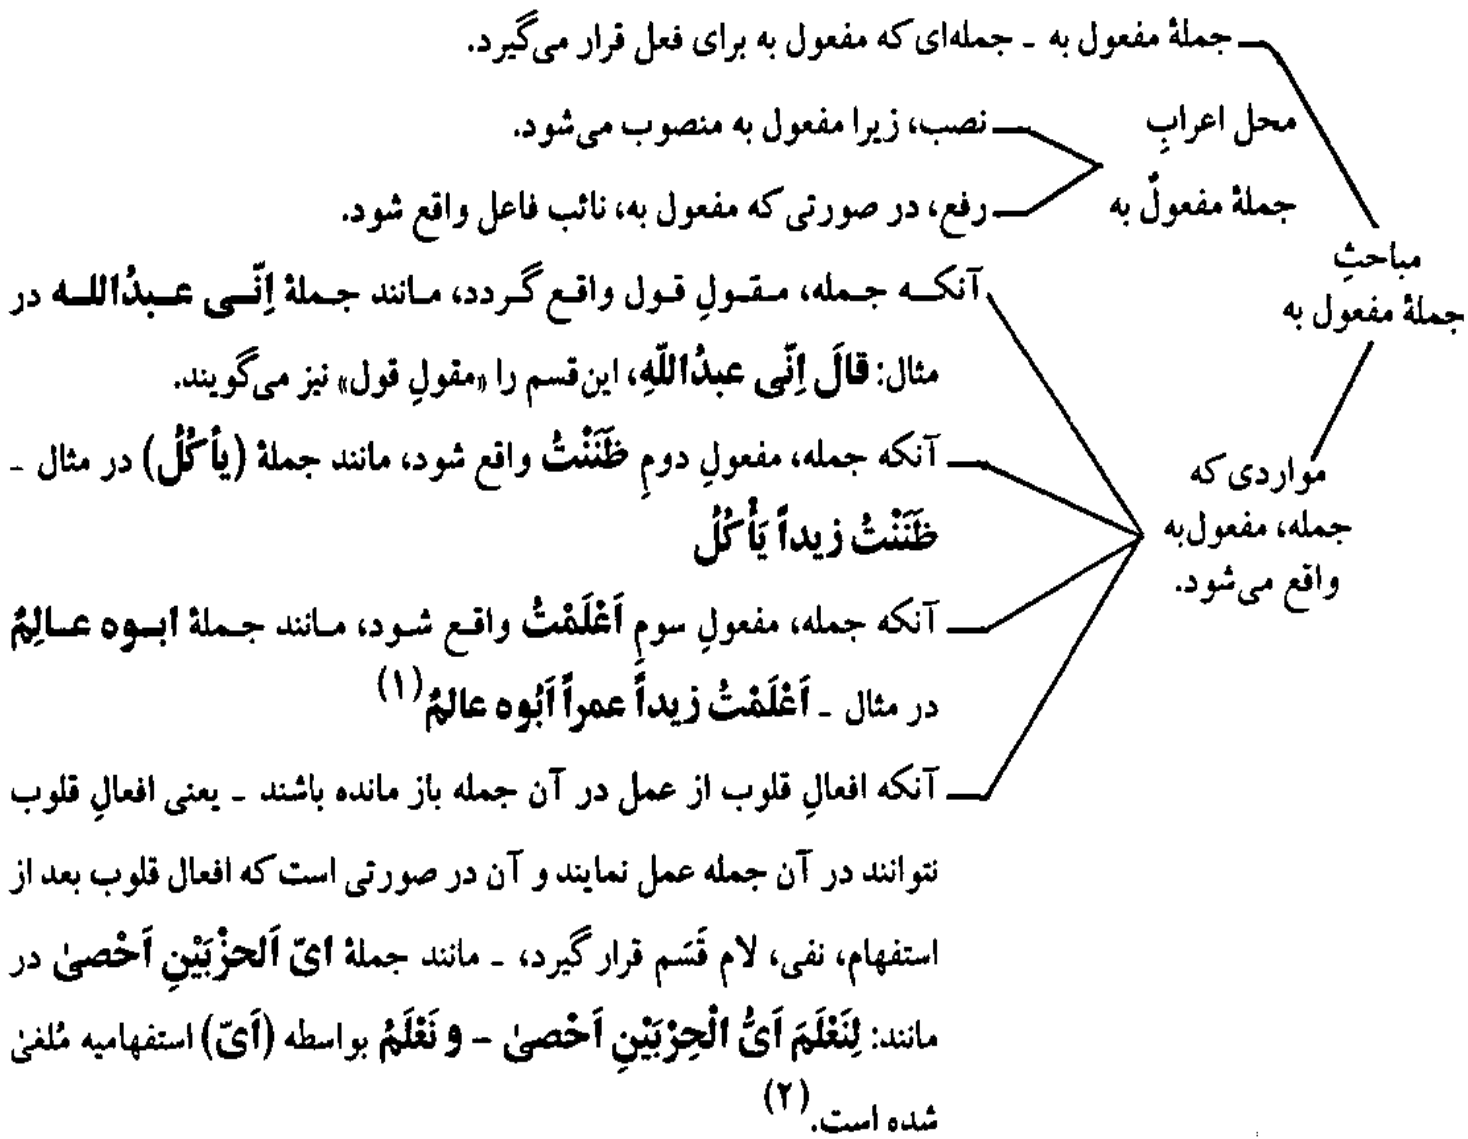 جملهٔ مفعول به ـ جمله‌ای که مفعول به برای فعل قرار می‌گیرد.
محل اعرابِ
جملهٔ مفعولٌ به
نصب، زیرا مفعول به منصوب می‌شود.
رفع، در صورتی که مفعول به، نائب فاعل واقع شود.
مباحثِ
جملهٔ مفعول به
مواردی که
جمله، مفعول‌به
واقع می‌شود.
آنکه جمله، مقولِ قول واقع گردد، مانند جملهٔ اِنّی عبدُالله در
مثال: قالَ اِنّی عبدُاللّهِ، این قسم را «مقولِ قول» نیز می‌گویند.
آنکه جمله، مفعولِ دومِ ظَنَنْتُ واقع شود، مانند جملهٔ (یأکُلُ) در مثال ـ
ظَنَنْتُ زیداً یَأْکُلُ
آنکه جمله، مفعولِ سومِ اَعْلَمْتُ واقع شود، مانند جملهٔ ابوه عالِمٌ
در مثال ـ اَعْلَمْتُ زیداً عمراً اَبُوه عالمٌ (۱)
آنکه افعالِ قلوب از عمل در آن جمله باز مانده باشند ـ یعنی افعالِ قلوب
نتوانند در آن جمله عمل نمایند و آن در صورتی است که افعال قلوب بعد از
استفهام، نفی، لام قَسَم قرار گیرد، ـ مانند جملهٔ ایّ اَلحزْبَیْنِ اَحْصیٰ در
مانند: لِنَعْلَمَ اَیُّ الْحِزْبَیْنِ اَحْصیٰ ـ و نَعْلَمُ بواسطه (اَیّ) استفهامیه مُلغیٰ
شده است. (۲)